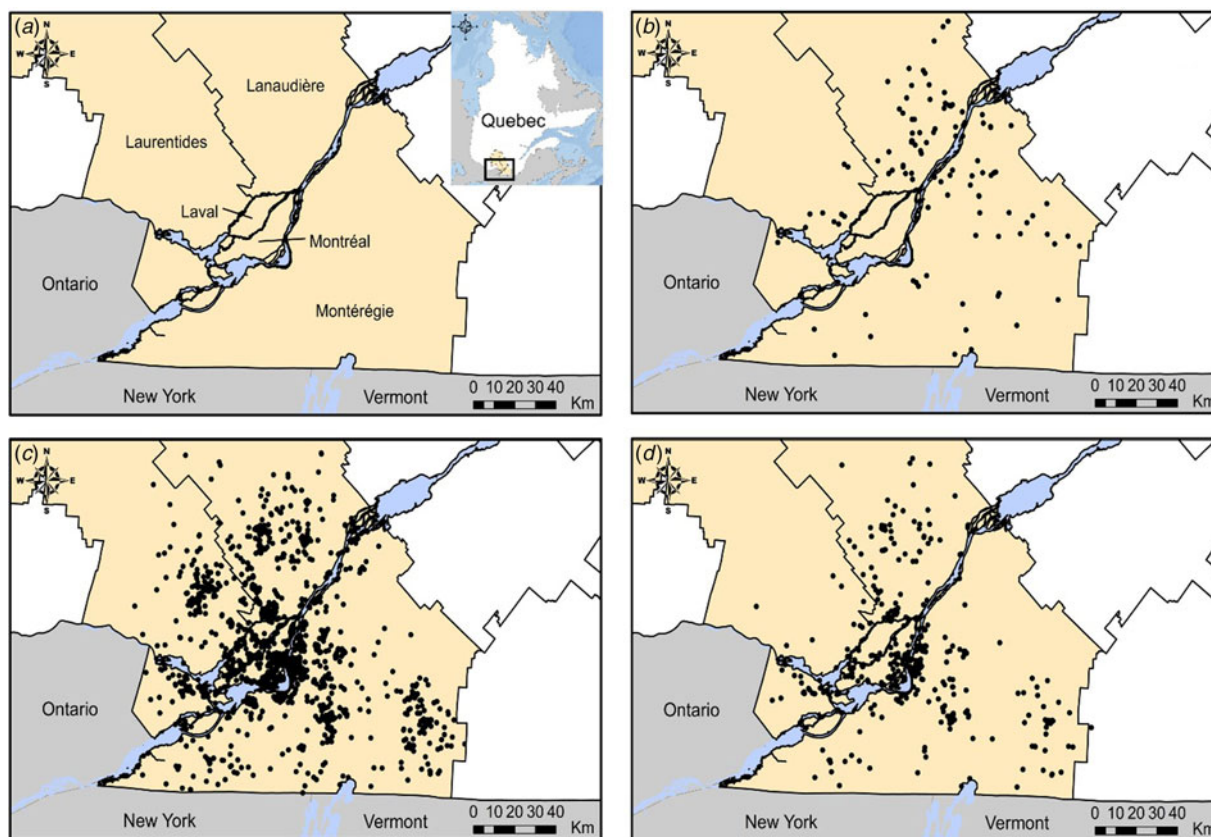 (a)
N
W E
S
Lanaudière
Laurentides
Quebec
Laval
Montréal
Ontario
Montérégie
New York
Vermont
0 10 20 30 40
Km
(b)
N
W E
S
Ontario
New York
Vermont
0 10 20 30 40
Km
(c)
N
W E
S
Ontario
New York
Vermont
0 10 20 30 40
Km
(d)
N
W E
S
Ontario
New York
Vermont
0 10 20 30 40
Km